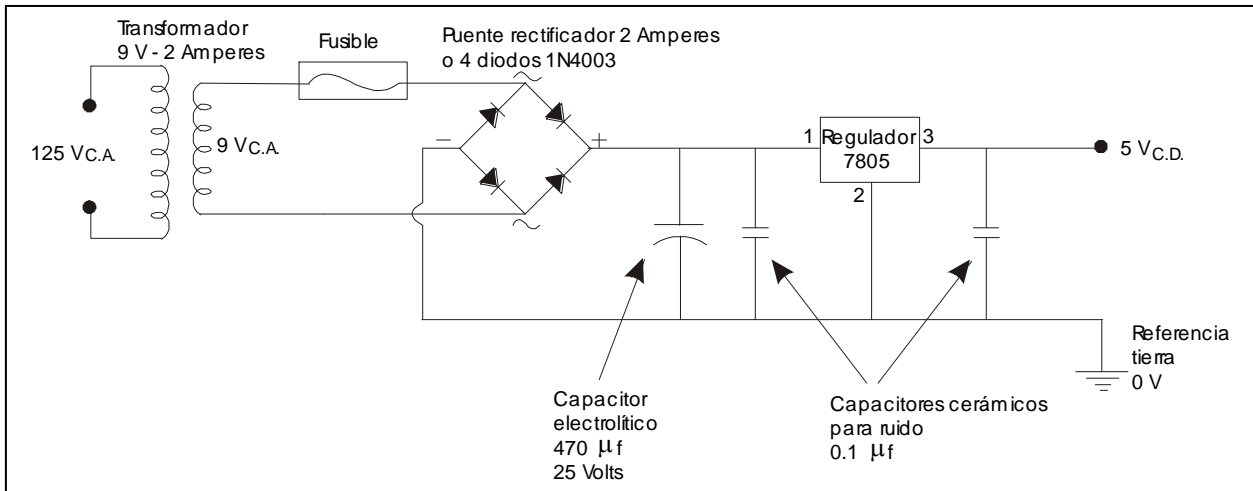 Transformador
9 V - 2 Amperes
Fusible
Puente rectificador 2 Amperes
o 4 diodos 1N4003
~
125 VC.A.
9 VC.A.
−
+
~
1
Regulador
7805
3
2
5 VC.D.
Referencia
tierra
0 V
Capacitor
electrolítico
470 μf
25 Volts
Capacitores cerámicos
para ruido
0.1 μf